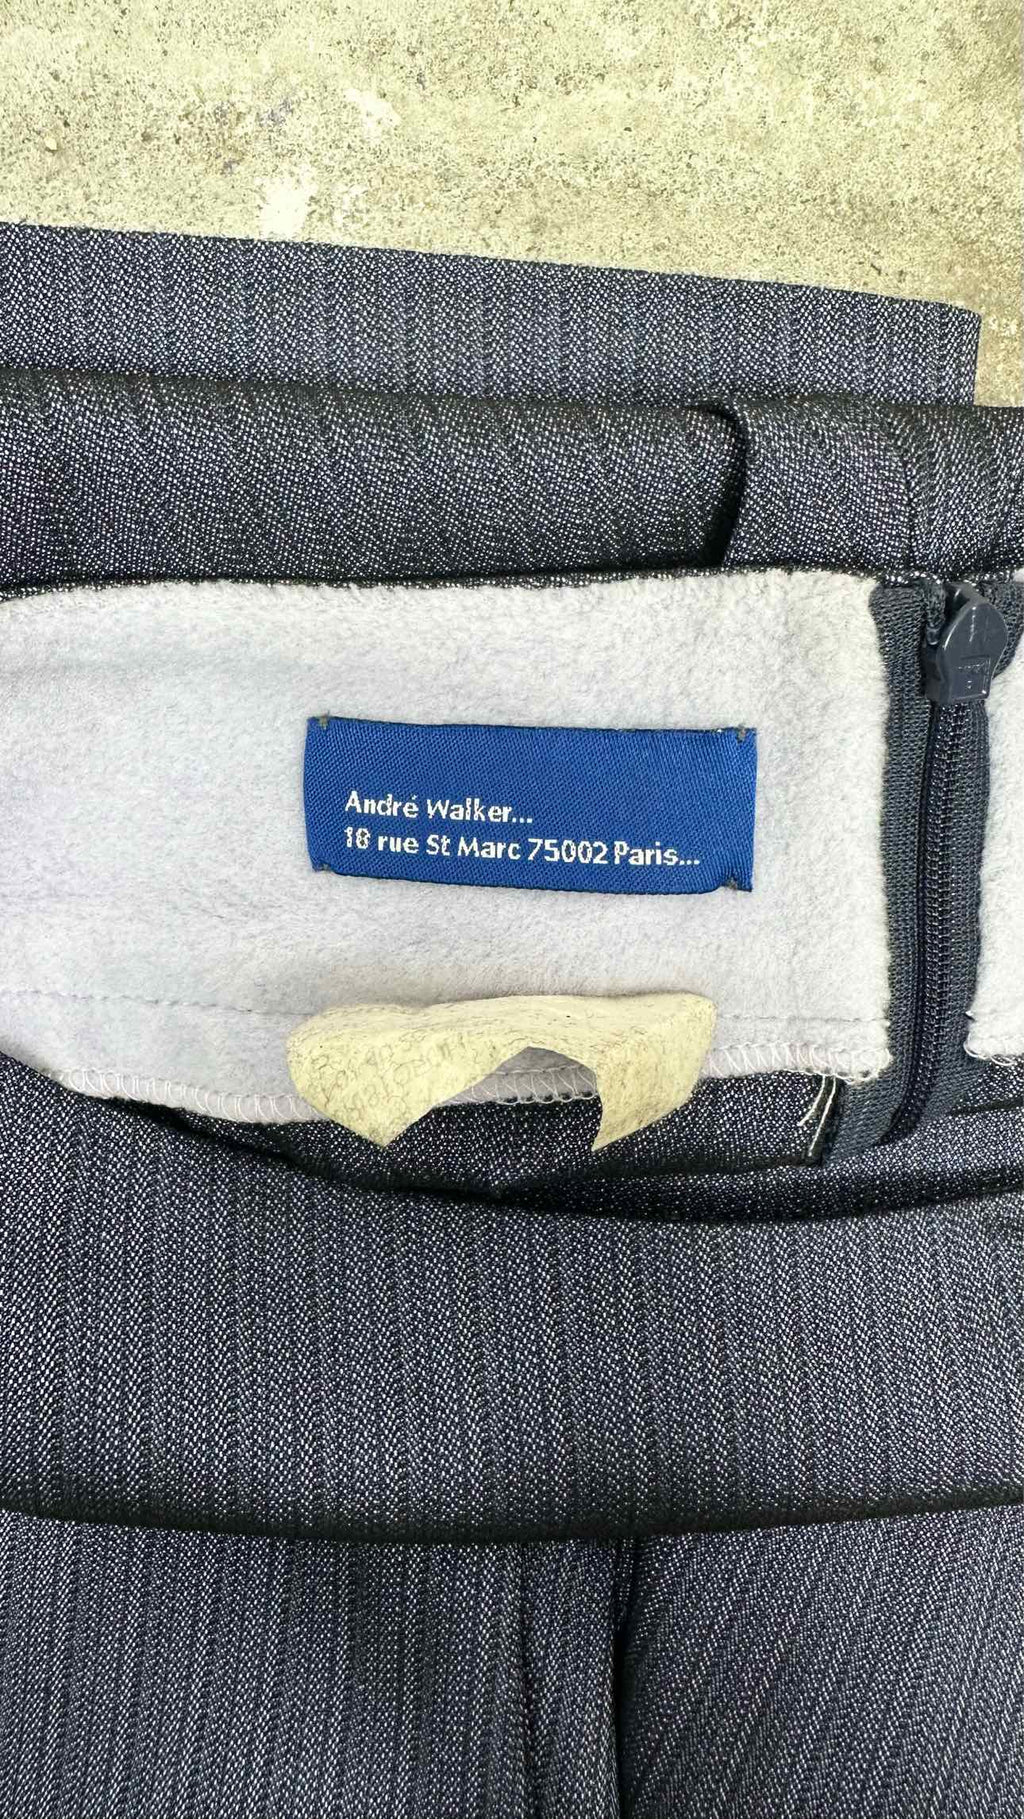 André Walker...
18 rue St Marc 75002 Paris...